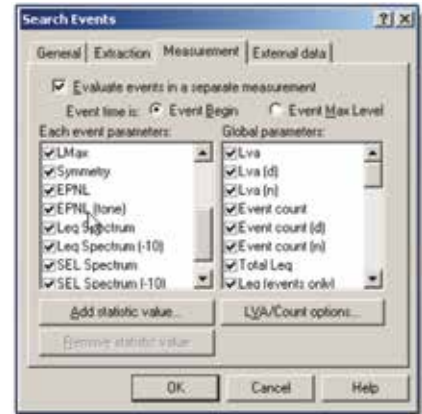 Search Events
General Extraction Measurement External data
Evaluate events in a separate measurement
Event time is: Event Begin Event Max Level
Each event parameters: Global parameters:
LMax Lva
Symmetry Lva (d)
EPNL Lva (n)
EPNL (tone) Event count
Leq Spectrum Event count (d)
Leq Spectrum (-10) Event count (n)
SEL Spectrum Total Leq
SEL Spectrum (-10) Leq (events only)
Add statistic value... LVA/Count options...
Remove statistic value
OK Cancel Help